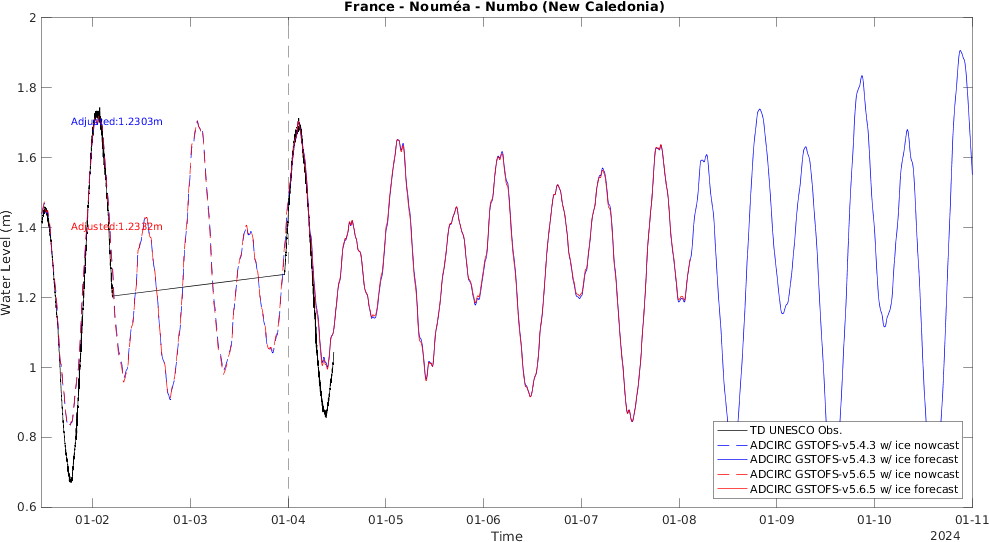 France - Nouméa - Numbo (New Caledonia)
2
1.8
1.6
1.4
1.2
1
0.8
0.6
Water Level (m)
Adjusted:1.2303m
Adjusted:1.2332m
TD UNESCO Obs.
ADCIRC GSTOFS-v5.4.3 w/ ice nowcast
ADCIRC GSTOFS-v5.4.3 w/ ice forecast
ADCIRC GSTOFS-v5.6.5 w/ ice nowcast
ADCIRC GSTOFS-v5.6.5 w/ ice forecast
01-02 01-03 01-04 01-05 01-06 01-07 01-08 01-09 01-10 01-11
Time
2024